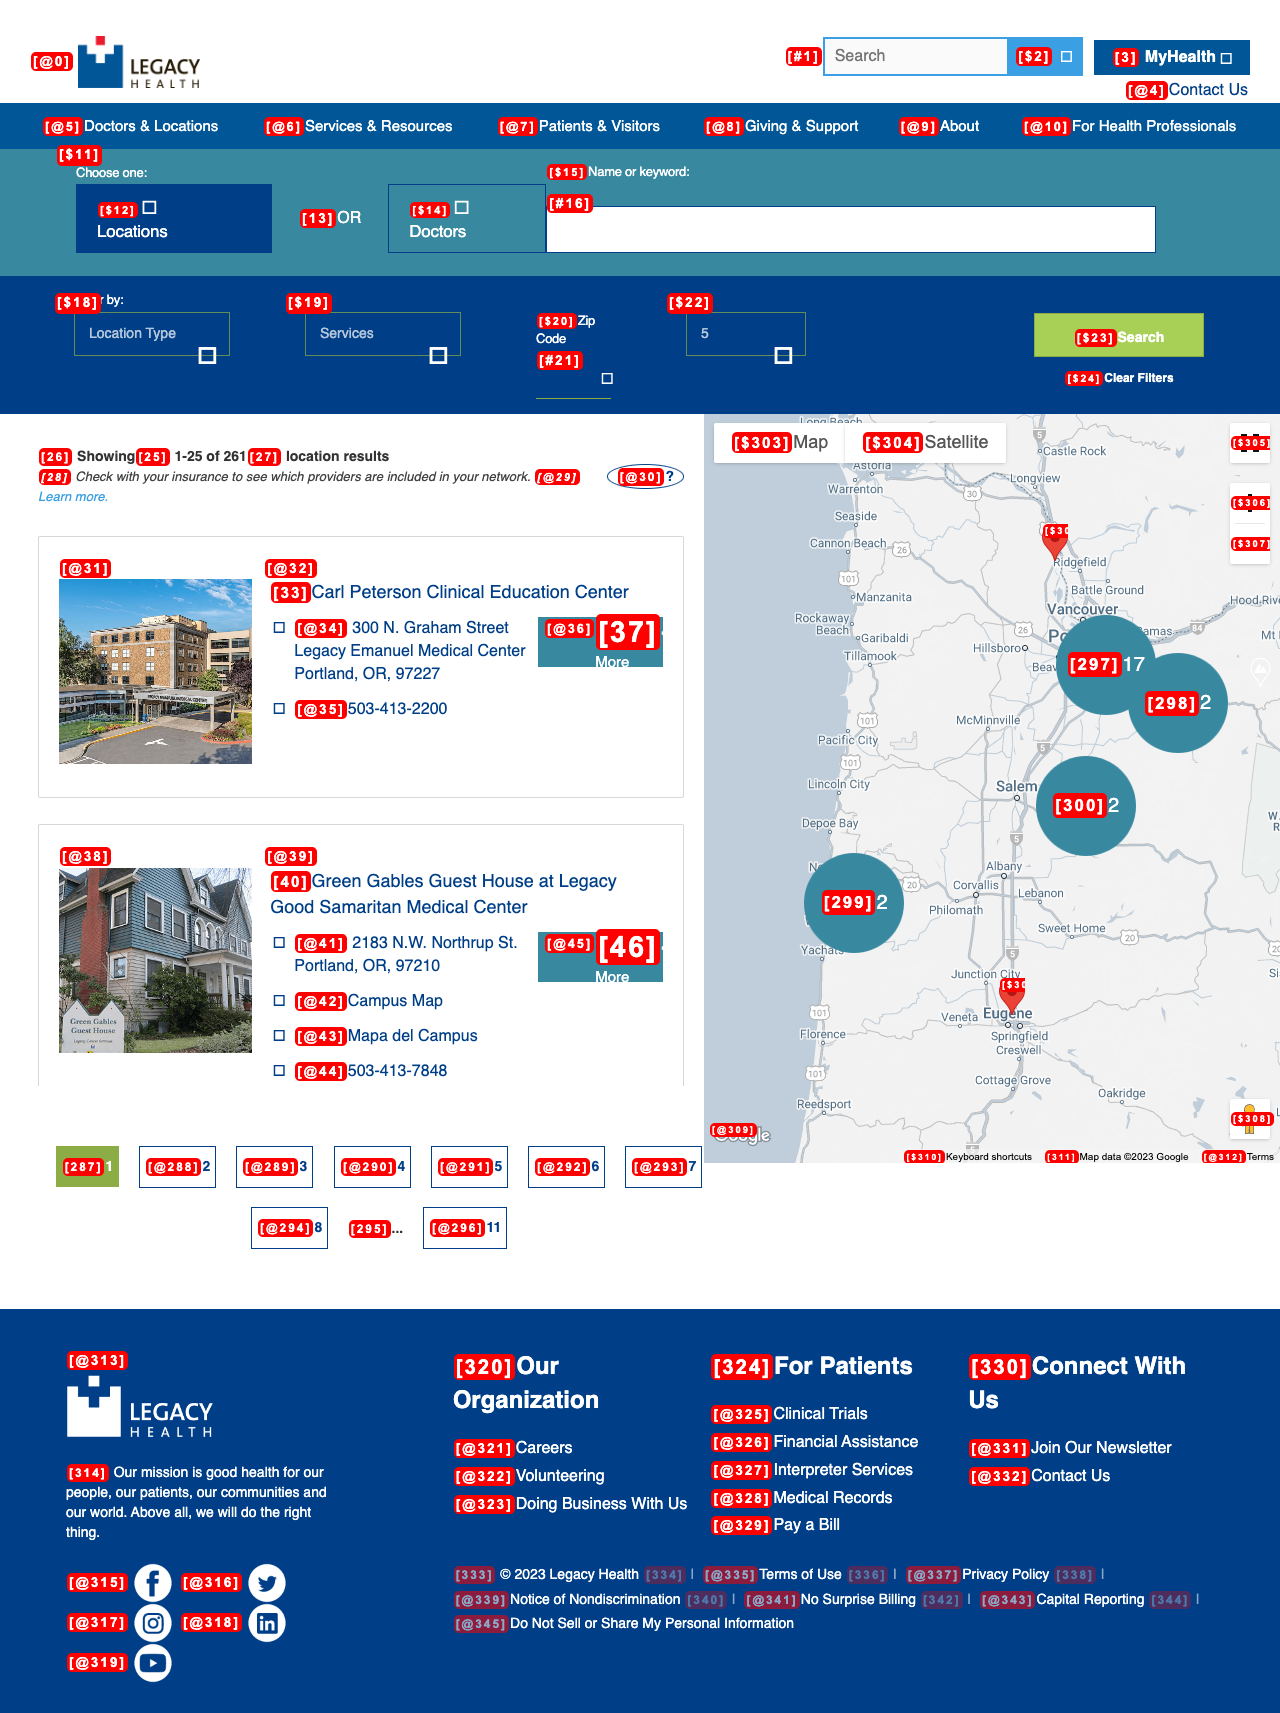 [@0] LEGACY
HEALTH
[#1] Search [$2]
[3] MyHealth
[@4] Contact Us
[@5] Doctors & Locations [@6] Services & Resources [@7] Patients & Visitors [@8] Giving & Support [@9] About [@10] For Health Professionals
[$11]
Choose one:
[$12]
Locations
[13] OR
[$14]
Doctors
[$15] Name or keyword:
[#16]
[$18] r by:
Location Type
[$19]
Services
[$20] Zip
Code
[#21]
[$22]
5
[$23] Search
[$24] Clear Filters
[26] Showing [25] 1-25 of 261 [27] location results
[28] Check with your insurance to see which providers are included in your network. [@29]
Learn more.
[@30] ?
[@31]
[@32]
[33] Carl Peterson Clinical Education Center
[@34] 300 N. Graham Street
Legacy Emanuel Medical Center
Portland, OR, 97227
[@35] 503-413-2200
[@36] [37]
More
[@38]
Green Gables
Guest House
[@39]
[40] Green Gables Guest House at Legacy
Good Samaritan Medical Center
[@41] 2183 N.W. Northrup St.
Portland, OR, 97210
[@42] Campus Map
[@43] Mapa del Campus
[@44] 503-413-7848
[@45] [46]
More
[287] 1 [@288] 2 [@289] 3 [@290] 4 [@291] 5 [@292] 6 [@293] 7
[@294] 8 [295] ... [@296] 11
Long Beach
[$303] Map [$304] Satellite
[$305]
Astoria
Castle Rock
Warrenton
Longview
30
[$306]
Seaside
Cannon Beach
26
[$30
[$307]
Ridgefield
101
Manzanita
Battle Ground
Hood River
Rockaway
Beach
Vancouver
84
Garibaldi
Po
amas
Mt
Tillamook
Hillsboro
Beav
[297] 17
[298] 2
101
McMinnville
Pacific City
5
101
Lincoln City
Salem
[300] 2
Depoe Bay
5
Albany
Corvallis
Lebanon
[299] 2
20
Philomath
Sweet Home
20
Yachats
5
Junction City
[$30
Veneta
Eugene
Florence
Springfield
Creswell
101
Cottage Grove
Reedsport
Oakridge
[$308]
[@309]
Google
[$310] Keyboard shortcuts [311] Map data ©2023 Google [@312] Terms
[@313]
LEGACY
HEALTH
[314] Our mission is good health for our
people, our patients, our communities and
our world. Above all, we will do the right
thing.
[@315] [@316]
[@317] [@318]
[@319]
[320] Our
Organization
[@321] Careers
[@322] Volunteering
[@323] Doing Business With Us
[324] For Patients
[@325] Clinical Trials
[@326] Financial Assistance
[@327] Interpreter Services
[@328] Medical Records
[@329] Pay a Bill
[330] Connect With
Us
[@331] Join Our Newsletter
[@332] Contact Us
[333] © 2023 Legacy Health [334] | [@335] Terms of Use [336] | [@337] Privacy Policy [338] |
[@339] Notice of Nondiscrimination [340] | [@341] No Surprise Billing [342] | [@343] Capital Reporting [344] |
[@345] Do Not Sell or Share My Personal Information